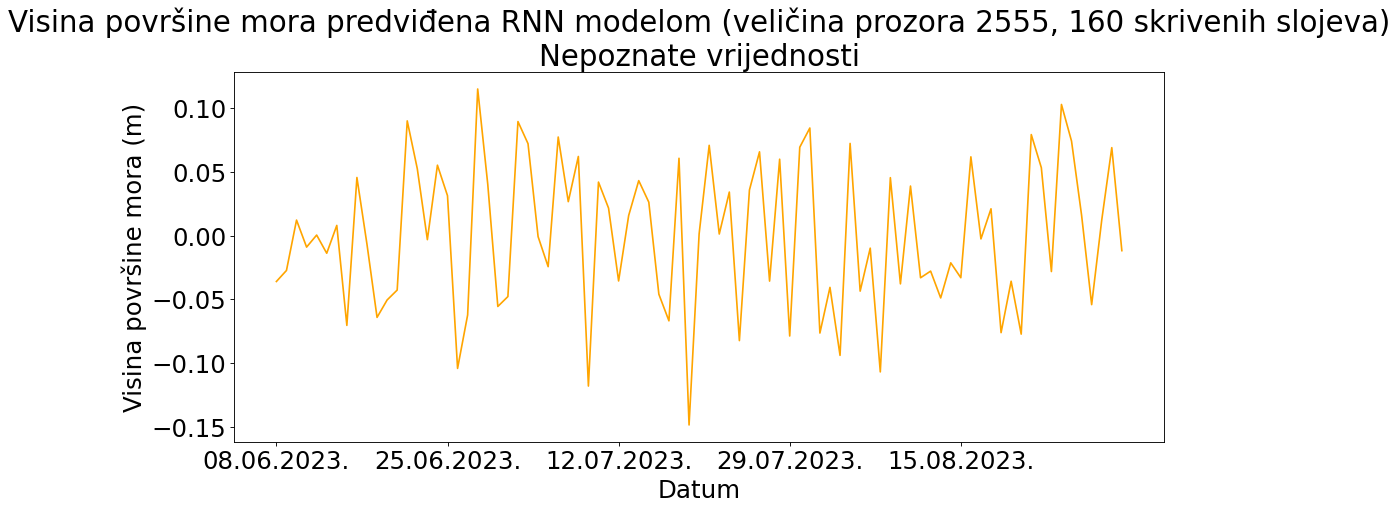 Visina površine mora predviđena RNN modelom (veličina prozora 2555, 160 skrivenih slojeva)
Nepoznate vrijednosti
Visina površine mora (m)
0.10
0.05
0.00
−0.05
−0.10
−0.15
08.06.2023. 25.06.2023. 12.07.2023. 29.07.2023. 15.08.2023.
Datum